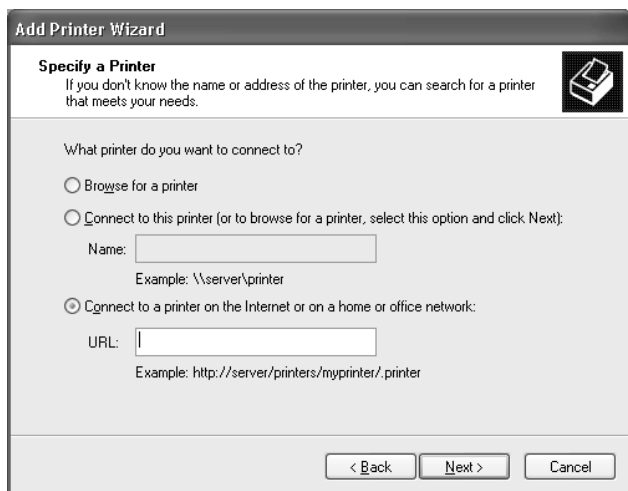 Add Printer Wizard
Specify a Printer
If you don't know the name or address of the printer, you can search for a printer
that meets your needs.
What printer do you want to connect to?
Browse for a printer
Connect to this printer (or to browse for a printer, select this option and click Next):
Name:
Example: \\server\printer
Connect to a printer on the Internet or on a home or office network:
URL:
Example: http://server/printers/myprinter/.printer
< Back Next > Cancel